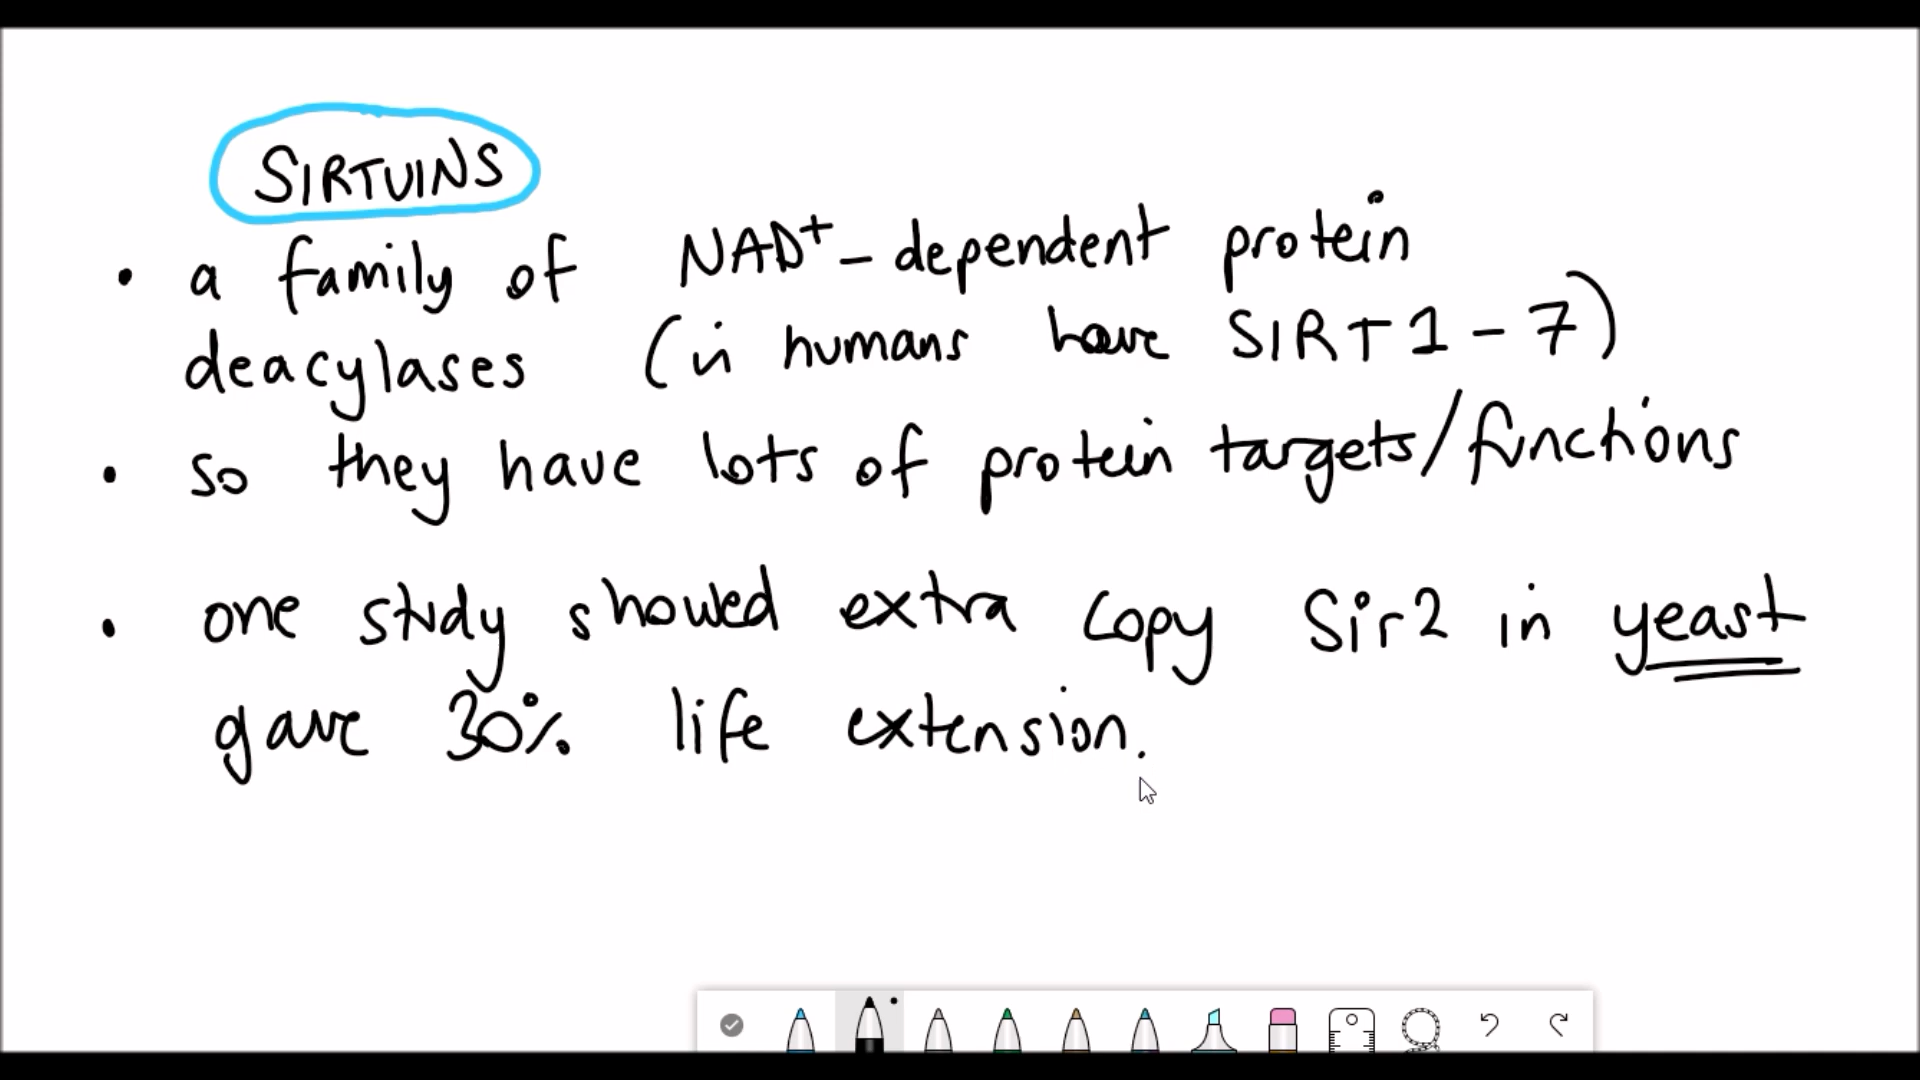 SIRTUINS
• a family of NAD⁺-dependent protein
deacylases (in humans have SIRT1-7)
• so they have lots of protein targets/functions
• one study showed extra copy Sir2 in yeast
gave 30% life extension.